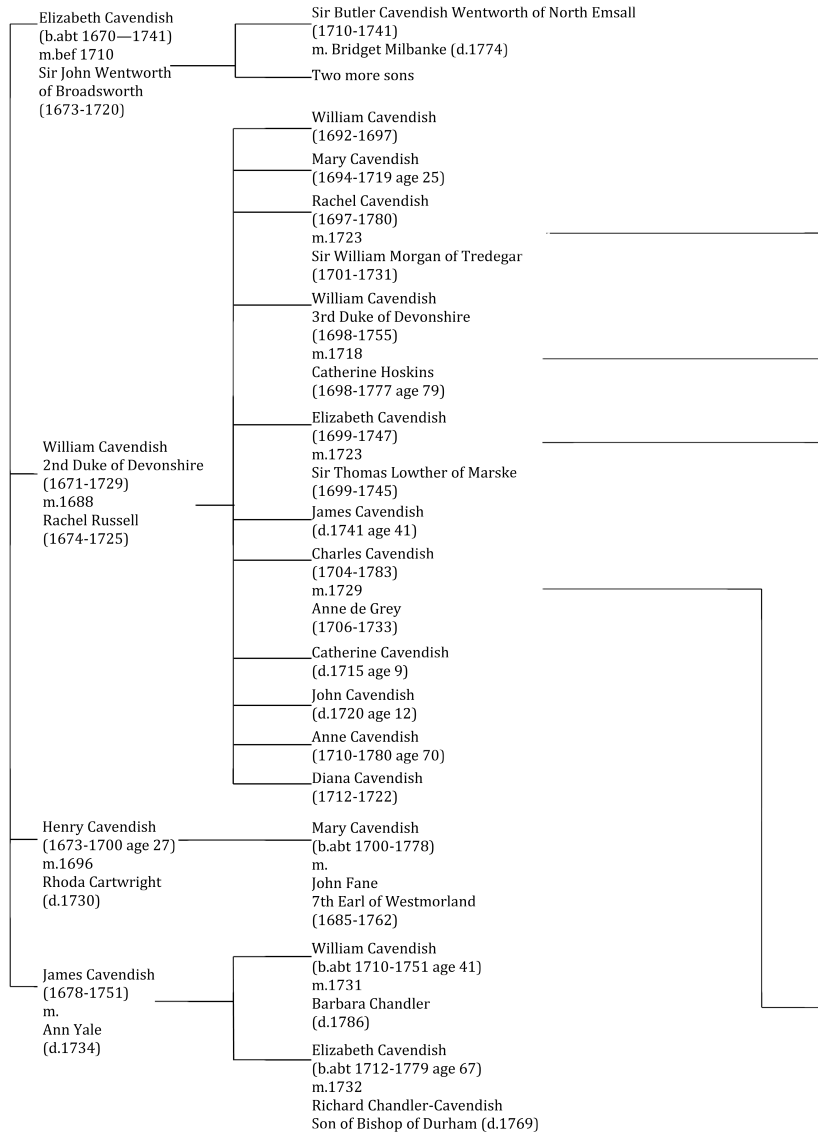 Elizabeth Cavendish
(b.abt 1670—1741)
m.bef 1710
Sir John Wentworth
of Broadsworth
(1673-1720)
Sir Butler Cavendish Wentworth of North Emsall
(1710-1741)
m. Bridget Milbanke (d.1774)
Two more sons
William Cavendish
2nd Duke of Devonshire
(1671-1729)
m.1688
Rachel Russell
(1674-1725)
William Cavendish
(1692-1697)
Mary Cavendish
(1694-1719 age 25)
Rachel Cavendish
(1697-1780)
m.1723
Sir William Morgan of Tredegar
(1701-1731)
William Cavendish
3rd Duke of Devonshire
(1698-1755)
m.1718
Catherine Hoskins
(1698-1777 age 79)
Elizabeth Cavendish
(1699-1747)
m.1723
Sir Thomas Lowther of Marske
(1699-1745)
James Cavendish
(d.1741 age 41)
Charles Cavendish
(1704-1783)
m.1729
Anne de Grey
(1706-1733)
Catherine Cavendish
(d.1715 age 9)
John Cavendish
(d.1720 age 12)
Anne Cavendish
(1710-1780 age 70)
Diana Cavendish
(1712-1722)
Henry Cavendish
(1673-1700 age 27)
m.1696
Rhoda Cartwright
(d.1730)
Mary Cavendish
(b.abt 1700-1778)
m.
John Fane
7th Earl of Westmorland
(1685-1762)
James Cavendish
(1678-1751)
m.
Ann Yale
(d.1734)
William Cavendish
(b.abt 1710-1751 age 41)
m.1731
Barbara Chandler
(d.1786)
Elizabeth Cavendish
(b.abt 1712-1779 age 67)
m.1732
Richard Chandler-Cavendish
Son of Bishop of Durham (d.1769)